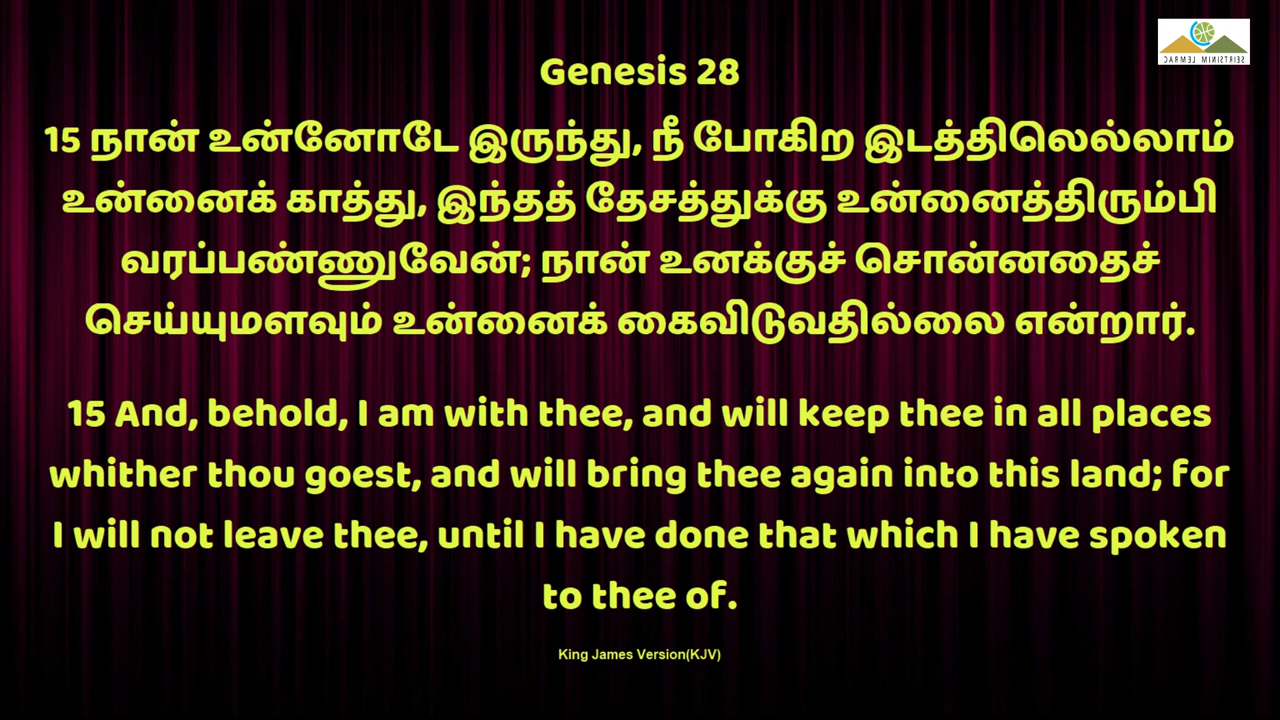 SEIRTSINIM LEMRAC
Genesis 28
15 நான் உன்னோடே இருந்து, நீ போகிற இடத்திலெல்லாம்
உன்னைக் காத்து, இந்தத் தேசத்துக்கு உன்னைத்திரும்பி
வரப்பண்ணுவேன்; நான் உனக்குச் சொன்னதைச்
செய்யுமளவும் உன்னைக் கைவிடுவதில்லை என்றார்.
15 And, behold, I am with thee, and will keep thee in all places
whither thou goest, and will bring thee again into this land; for
I will not leave thee, until I have done that which I have spoken
to thee of.
King James Version(KJV)